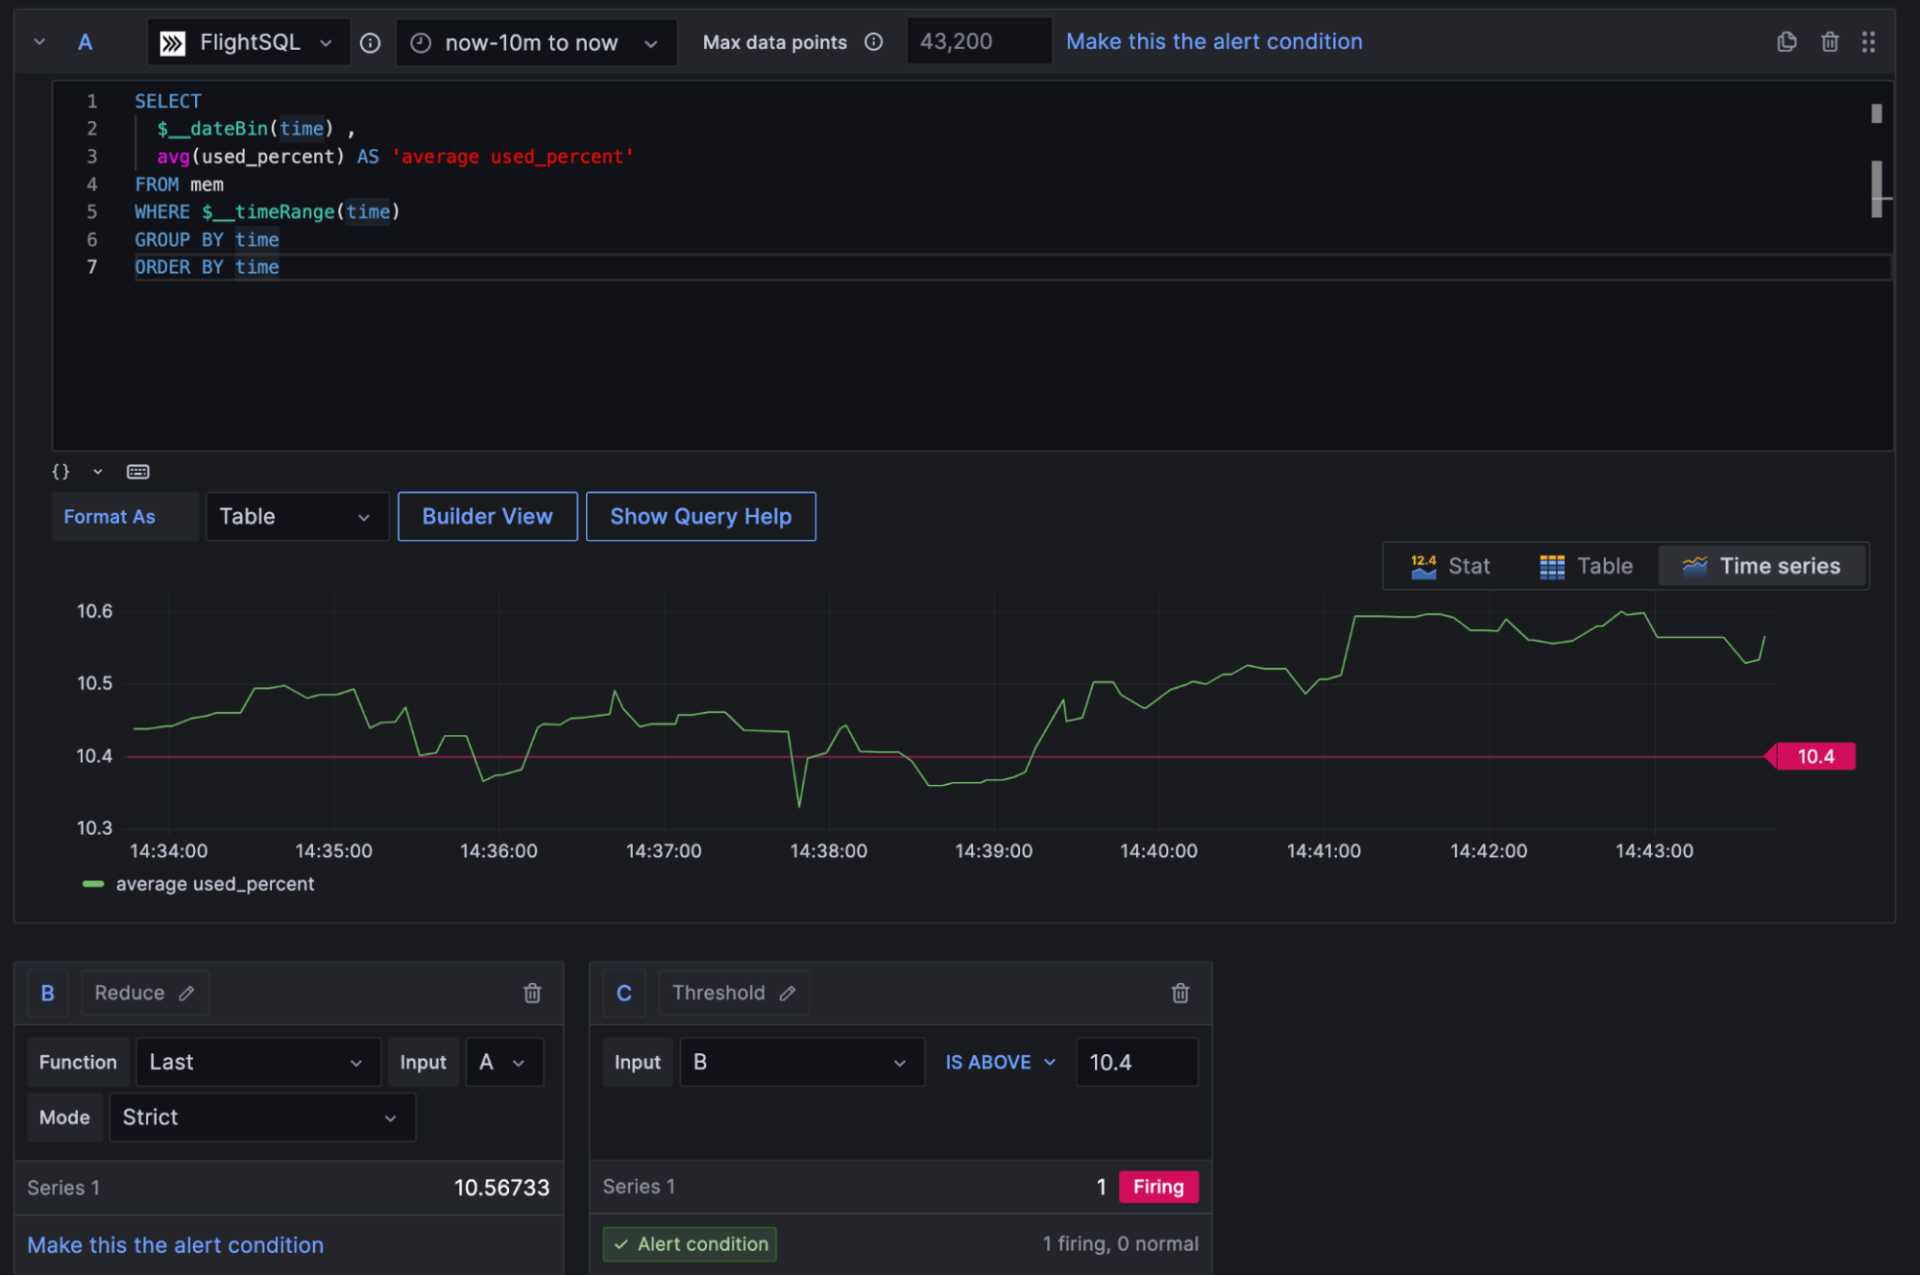 A FlightSQL now-10m to now Max data points 43,200 Make this the alert condition
1 SELECT
2 $__dateBin(time) ,
3 avg(used_percent) AS 'average used_percent'
4 FROM mem
5 WHERE $__timeRange(time)
6 GROUP BY time
7 ORDER BY time
{}
Format As Table Builder View Show Query Help
12.4 Stat Table Time series
10.6
10.5
10.4 10.4
10.3
14:34:00 14:35:00 14:36:00 14:37:00 14:38:00 14:39:00 14:40:00 14:41:00 14:42:00 14:43:00
average used_percent
B Reduce
Function Last Input A
Mode Strict
Series 1 10.56733
Make this the alert condition
C Threshold
Input B IS ABOVE 10.4
Series 1 1 Firing
Alert condition 1 firing, 0 normal